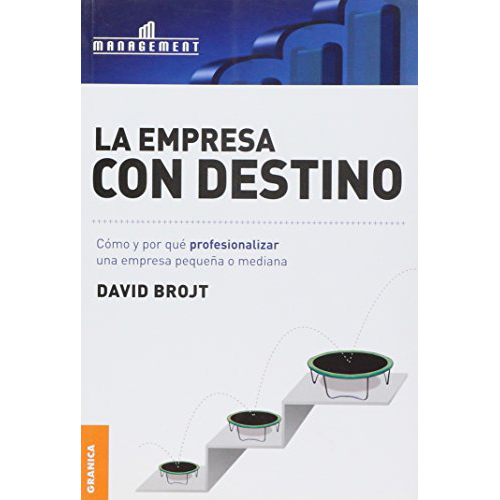 MANAGEMENT
LA EMPRESA
CON DESTINO
Cómo y por qué profesionalizar
una empresa pequeña o mediana
DAVID BROJT
GRANICA